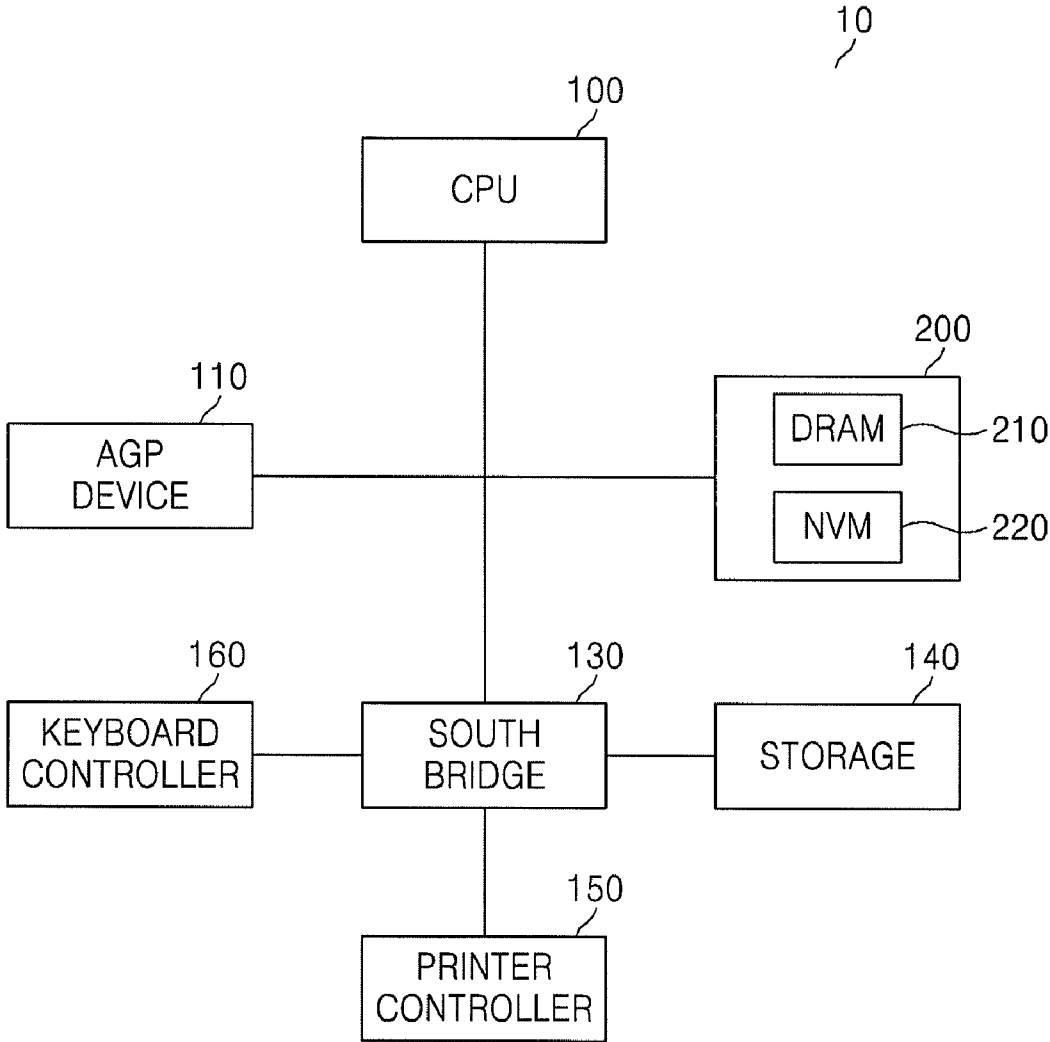 10
100
CPU
200
110
DRAM
210
AGP
DEVICE
NVM
220
160
130
140
KEYBOARD
CONTROLLER
SOUTH
BRIDGE
STORAGE
150
PRINTER
CONTROLLER